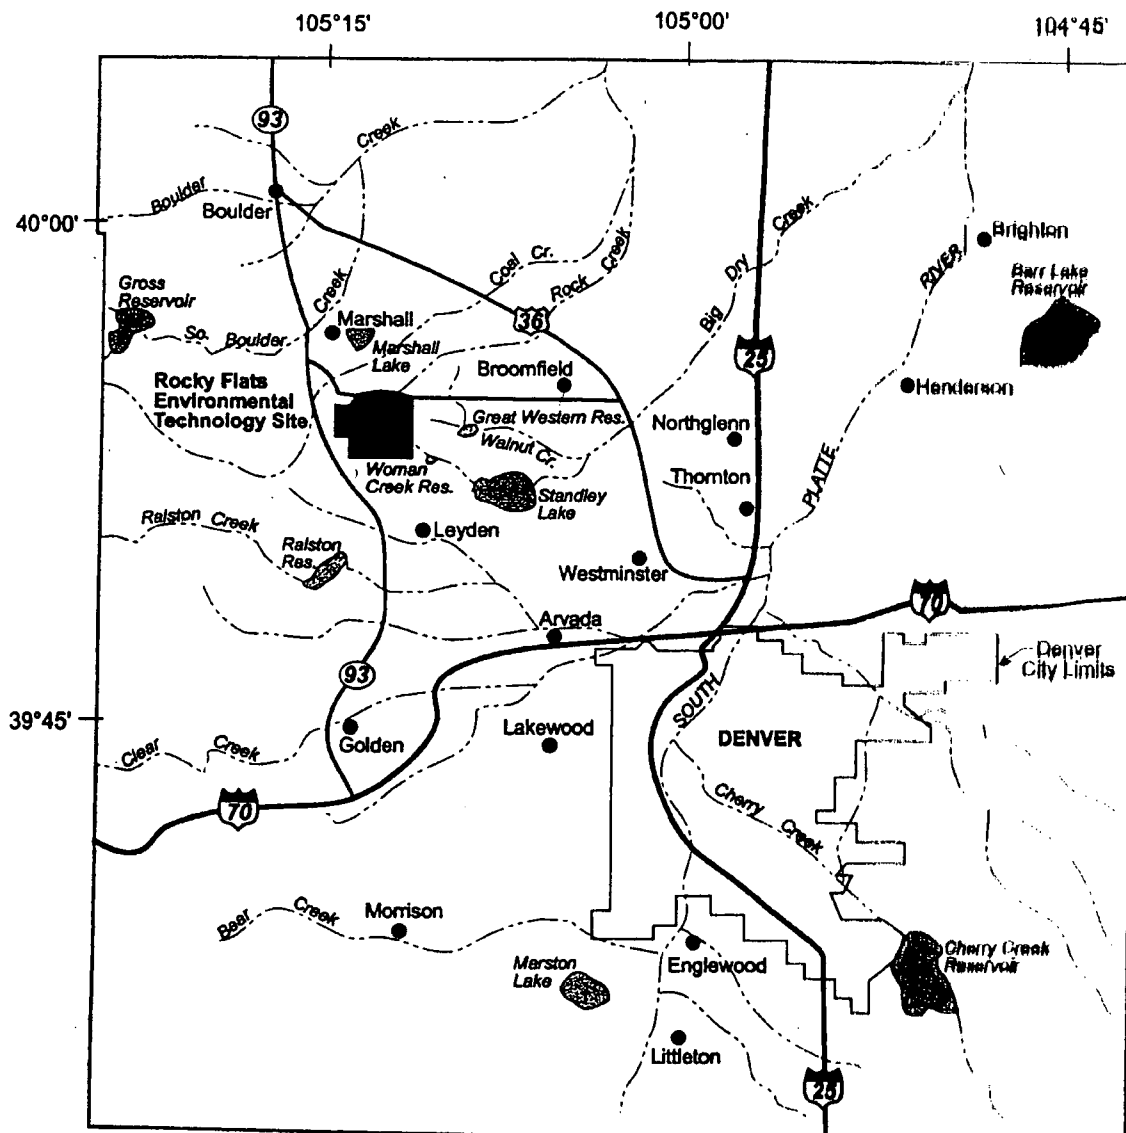 105°15'
105°00'
104°45'
93
Creek
Boulder
Boulder
40°00'
Creek
Brighton
RIVER
Dry
Big
Coal Cr.
Rock Creek
Gross
Reservoir
Barr Lake
Reservoir
Creek
So. Boulder
Marshall
36
Marshall
Lake
25
Rocky Flats
Environmental
Technology Site
Broomfield
Henderson
Great Western Res.
Northglenn
Walnut Cr.
Woman
Creek Res.
Thornton
PLATTE
Standley
Lake
Ralston Creek
Leyden
Ralston
Res.
Westminster
70
Arvada
Denver
City Limits
93
SOUTH
39°45'
Golden
Lakewood
DENVER
Clear Creek
70
Cherry Creek
Bear Creek
Morrison
Cherry Creek
Reservoir
Englewood
Marston
Lake
Littleton
25